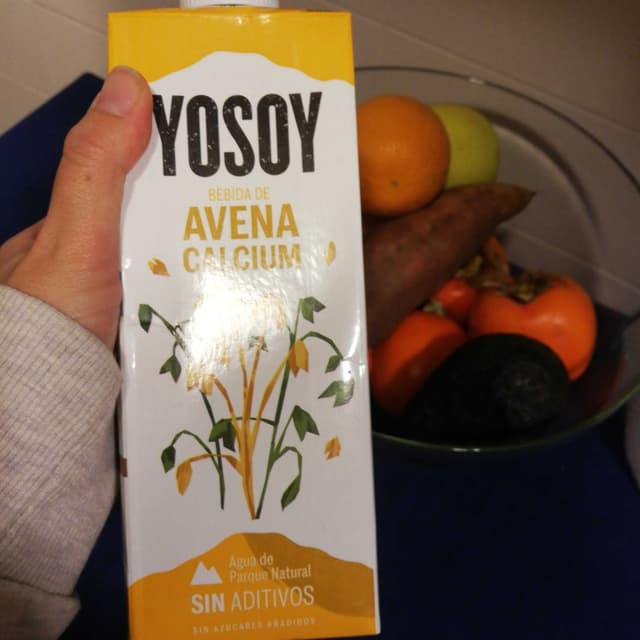 YOSOY
BEBIDA DE
AVENA
CALCIUM
Agua de
Parque Natural
SIN ADITIVOS
SIN AZÚCARES AÑADIDOS